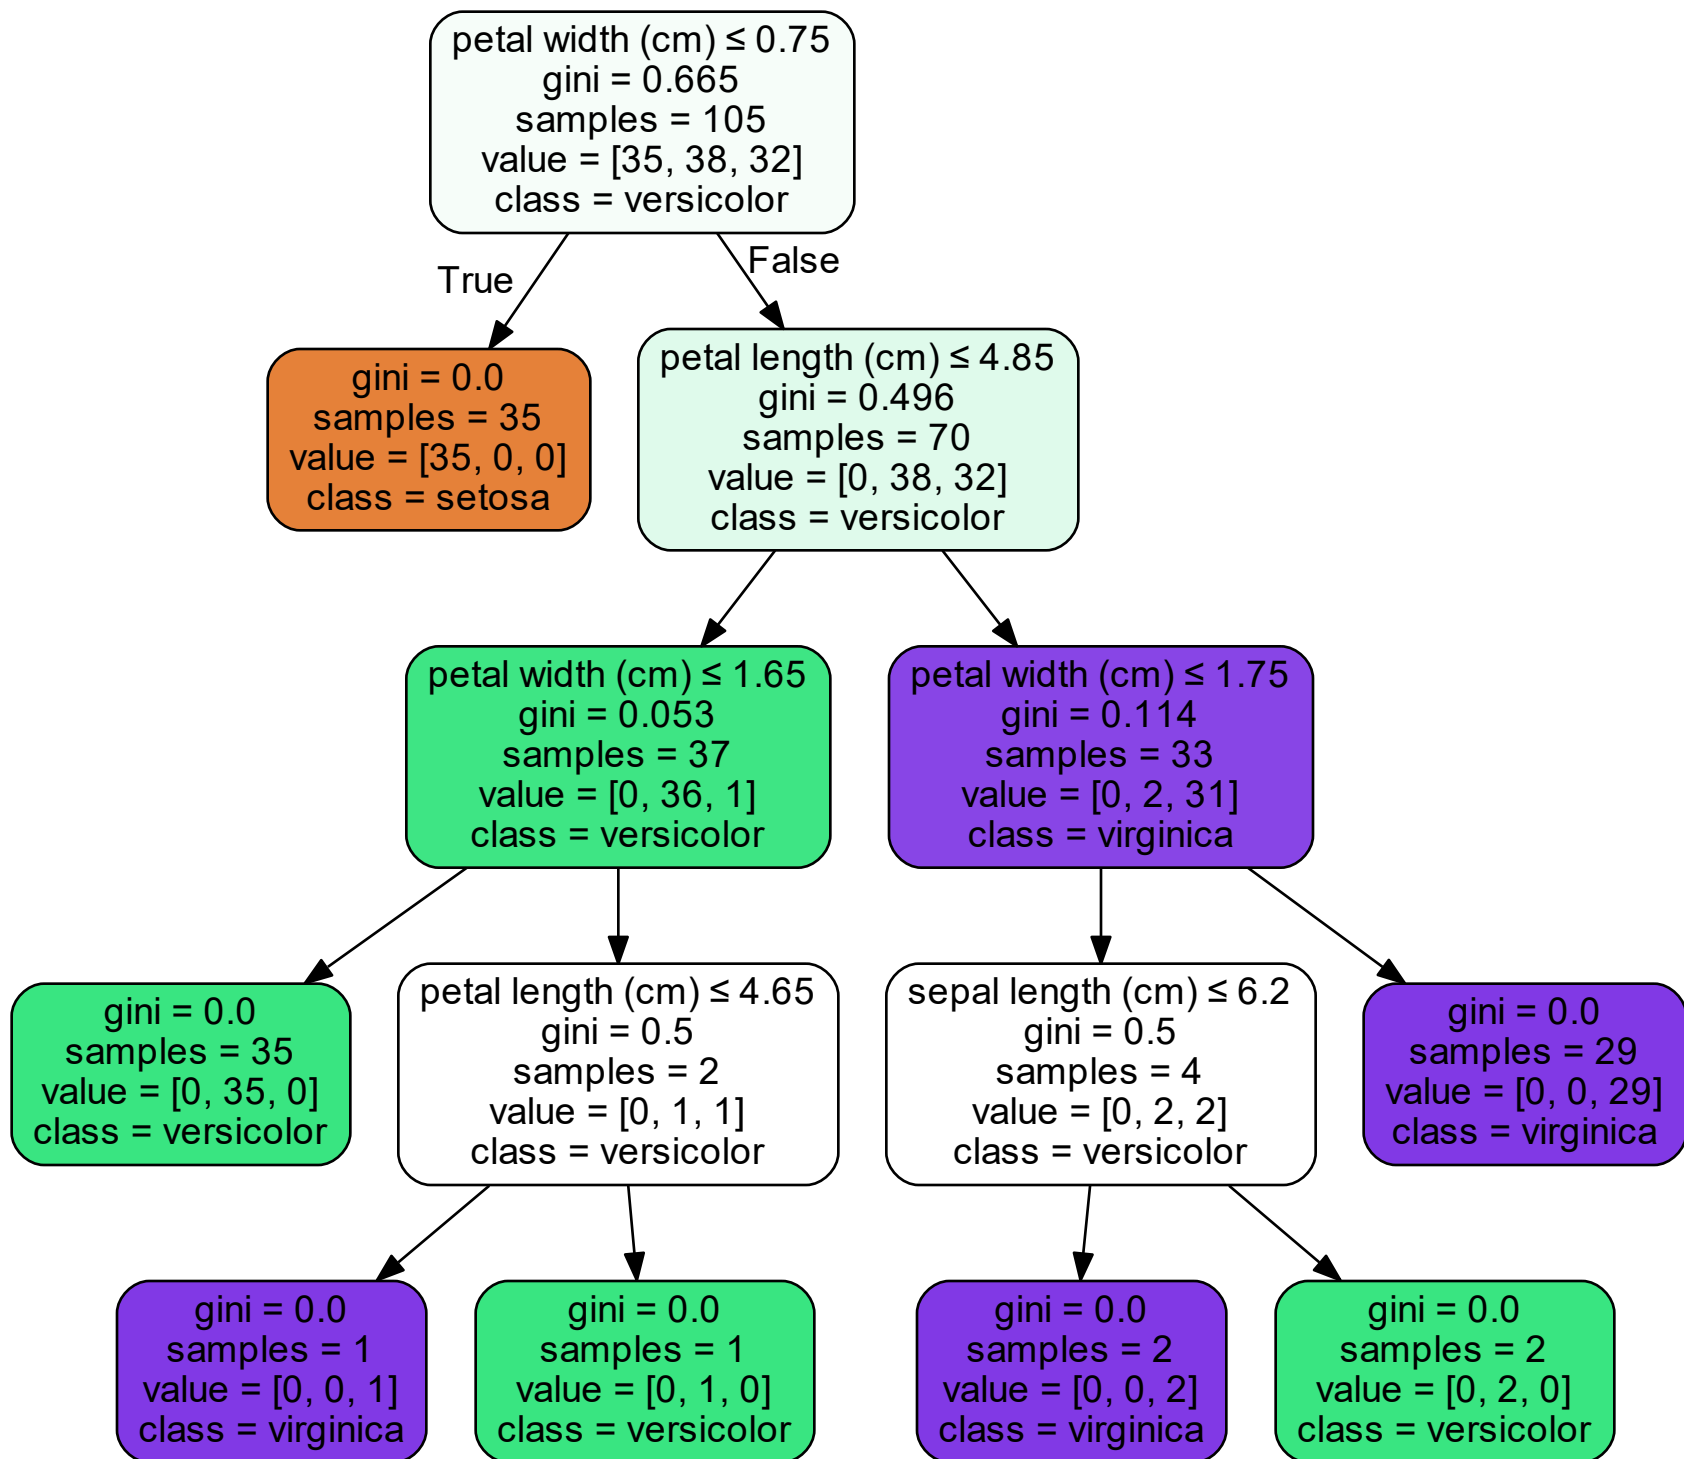 petal width (cm) ≤ 0.75
gini = 0.665
samples = 105
value = [35, 38, 32]
class = versicolor
True
False
gini = 0.0
samples = 35
value = [35, 0, 0]
class = setosa
petal length (cm) ≤ 4.85
gini = 0.496
samples = 70
value = [0, 38, 32]
class = versicolor
petal width (cm) ≤ 1.65
gini = 0.053
samples = 37
value = [0, 36, 1]
class = versicolor
petal width (cm) ≤ 1.75
gini = 0.114
samples = 33
value = [0, 2, 31]
class = virginica
gini = 0.0
samples = 35
value = [0, 35, 0]
class = versicolor
petal length (cm) ≤ 4.65
gini = 0.5
samples = 2
value = [0, 1, 1]
class = versicolor
sepal length (cm) ≤ 6.2
gini = 0.5
samples = 4
value = [0, 2, 2]
class = versicolor
gini = 0.0
samples = 29
value = [0, 0, 29]
class = virginica
gini = 0.0
samples = 1
value = [0, 0, 1]
class = virginica
gini = 0.0
samples = 1
value = [0, 1, 0]
class = versicolor
gini = 0.0
samples = 2
value = [0, 0, 2]
class = virginica
gini = 0.0
samples = 2
value = [0, 2, 0]
class = versicolor